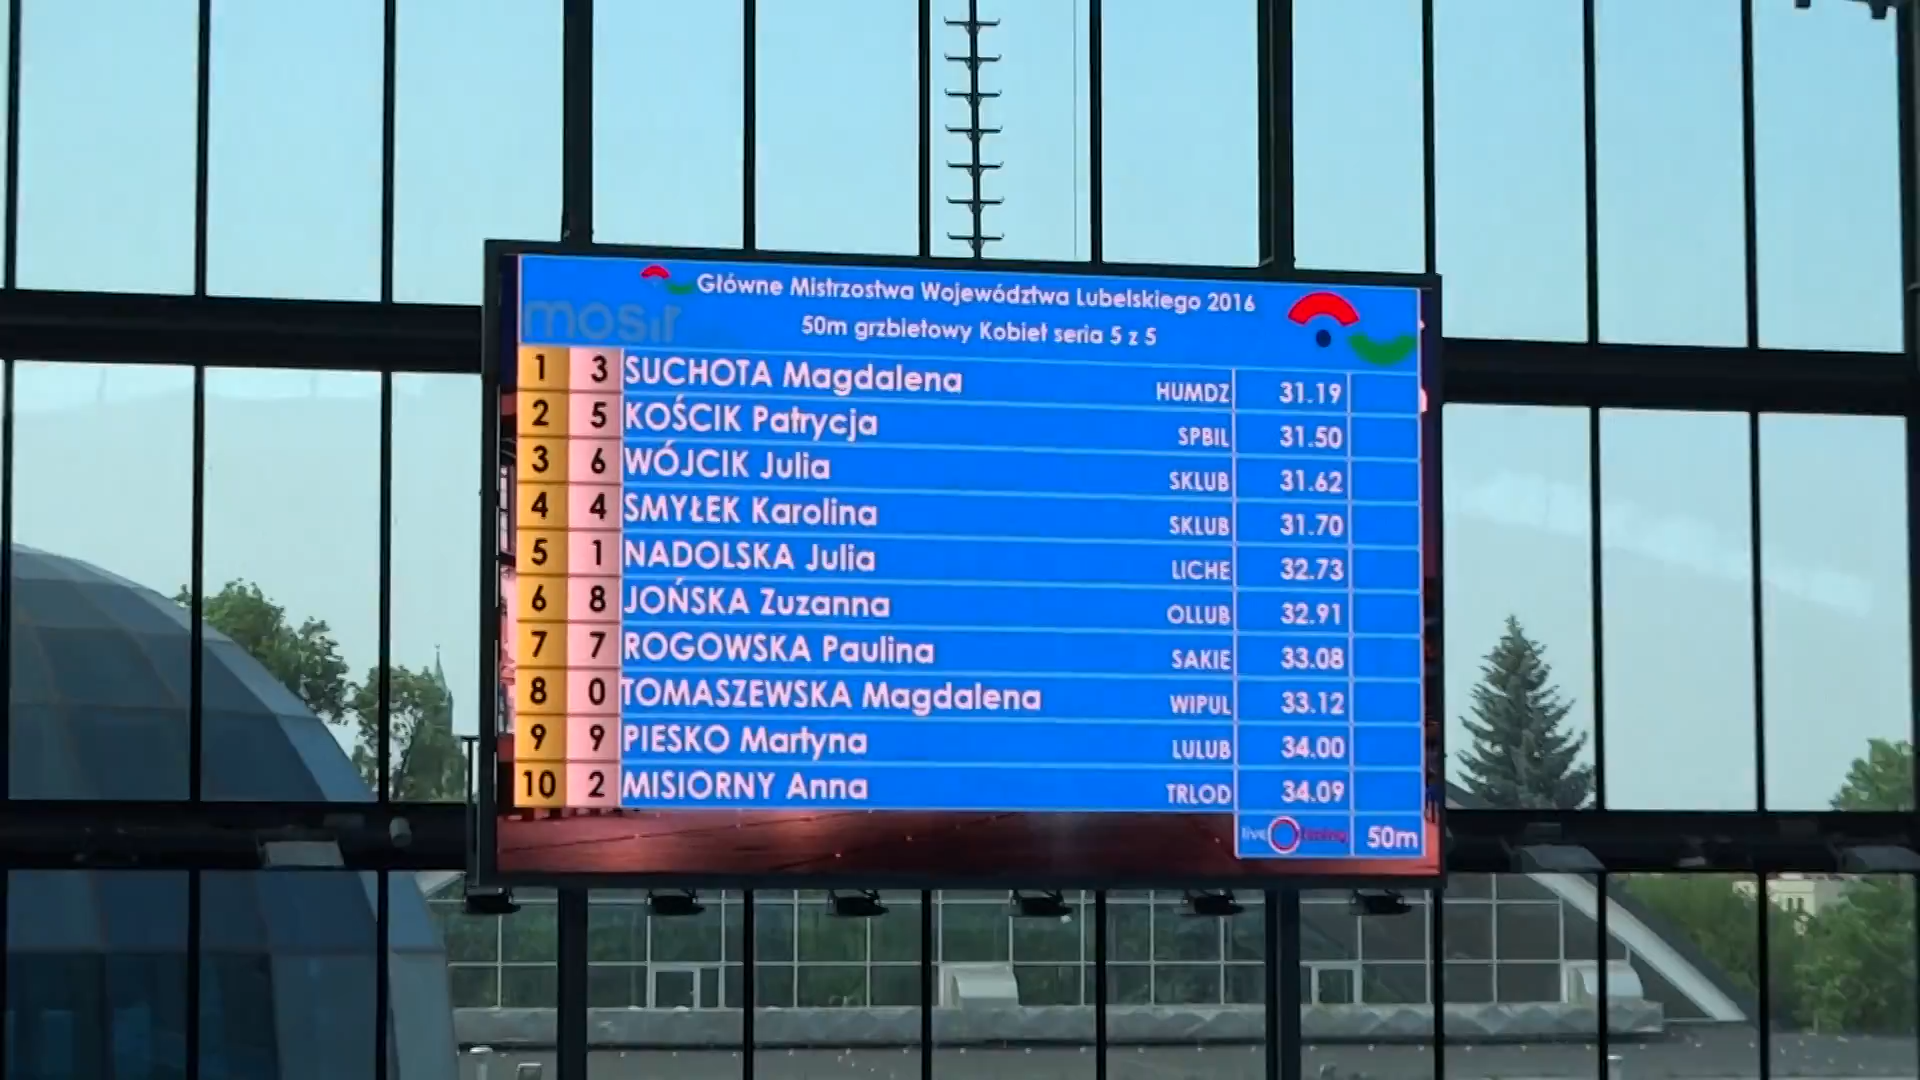 Główne Mistrzostwa Województwa Lubelskiego 2016
mosir
50m grzbietowy Kobiet seria 5 z 5
1 3 SUCHOTA Magdalena HUMDZ 31.19
2 5 KOŚCIK Patrycja SPBIL 31.50
3 6 WÓJCIK Julia SKLUB 31.62
4 4 SMYŁEK Karolina SKLUB 31.70
5 1 NADOLSKA Julia LICHE 32.73
6 8 JOŃSKA Zuzanna OLLUB 32.91
7 7 ROGOWSKA Paulina SAKIE 33.08
8 0 TOMASZEWSKA Magdalena WIPUL 33.12
9 9 PIESKO Martyna LULUB 34.00
10 2 MISIORNY Anna TRLOD 34.09
live timing 50m